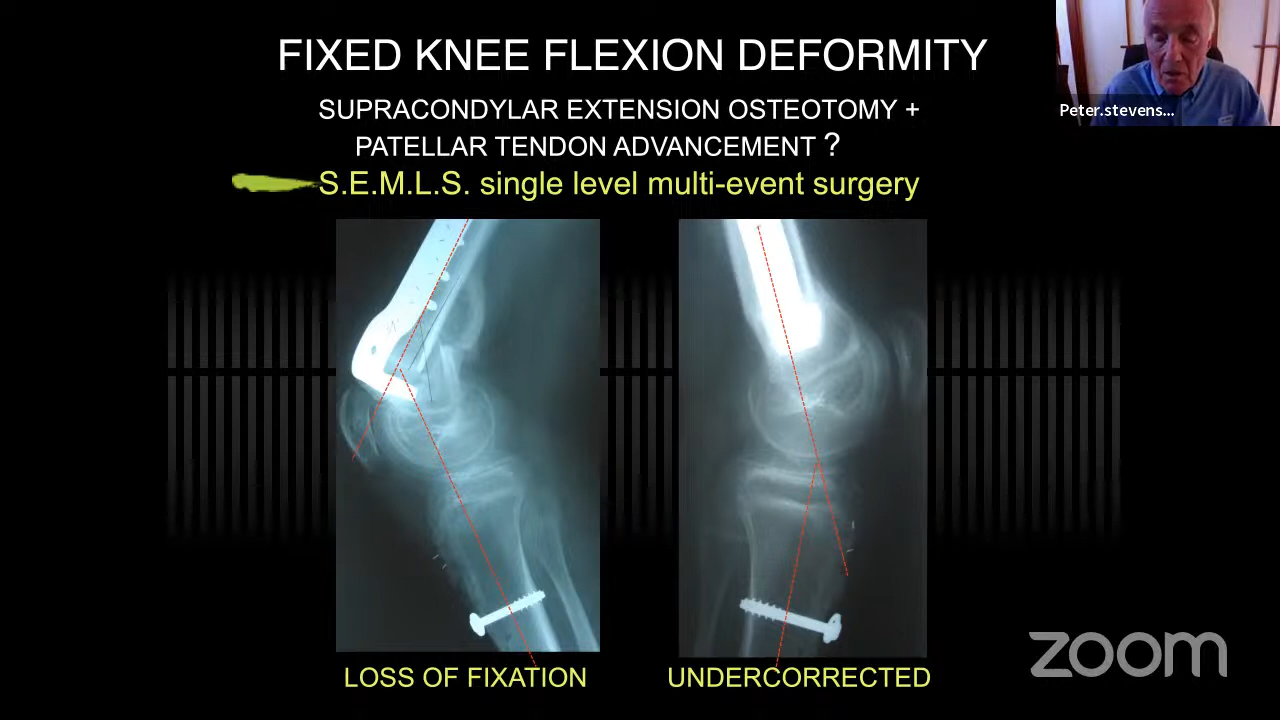 FIXED KNEE FLEXION DEFORMITY
Peter.stevens...
SUPRACONDYLAR EXTENSION OSTEOTOMY +
PATELLAR TENDON ADVANCEMENT ?
S.E.M.L.S. single level multi-event surgery
LOSS OF FIXATION
UNDERCORRECTED
zoom